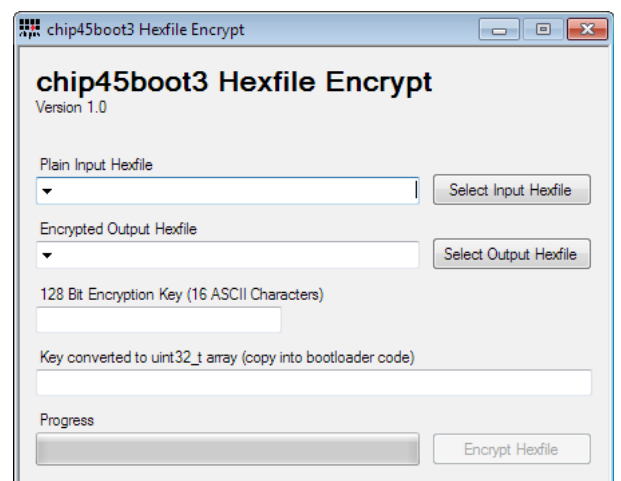 chip45boot3 Hexfile Encrypt
chip45boot3 Hexfile Encrypt
Version 1.0
Plain Input Hexfile
Select Input Hexfile
Encrypted Output Hexfile
Select Output Hexfile
128 Bit Encryption Key (16 ASCII Characters)
Key converted to uint32_t array (copy into bootloader code)
Progress
Encrypt Hexfile